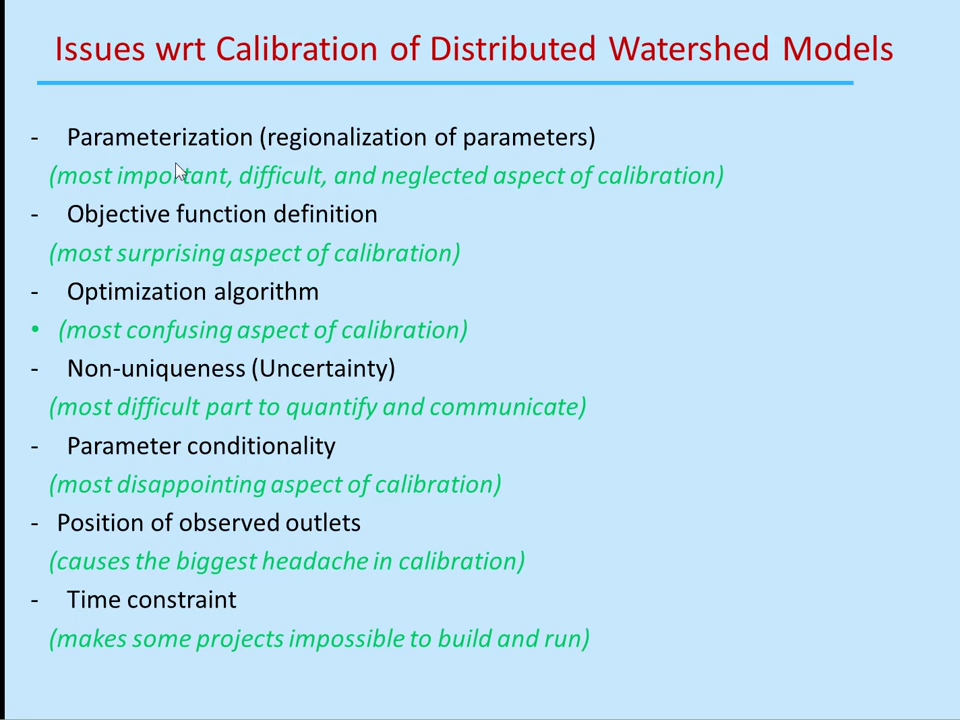 Issues wrt Calibration of Distributed Watershed Models
- Parameterization (regionalization of parameters)
(most important, difficult, and neglected aspect of calibration)
- Objective function definition
(most surprising aspect of calibration)
- Optimization algorithm
• (most confusing aspect of calibration)
- Non-uniqueness (Uncertainty)
(most difficult part to quantify and communicate)
- Parameter conditionality
(most disappointing aspect of calibration)
- Position of observed outlets
(causes the biggest headache in calibration)
- Time constraint
(makes some projects impossible to build and run)